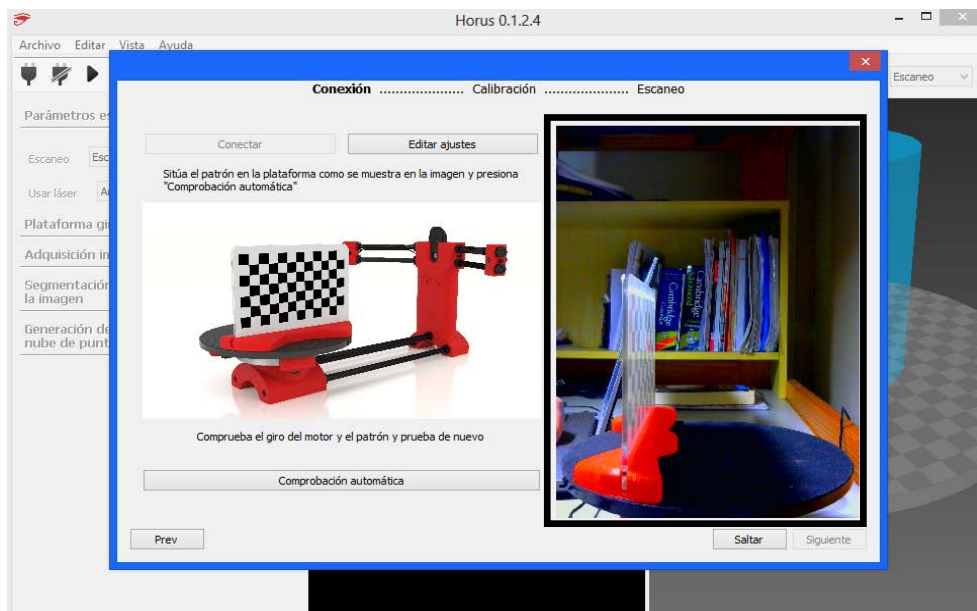 Horus 0.1.2.4
Archivo Editar Vista Ayuda
Escaneo
Conexión ..................... Calibración ..................... Escaneo
Parámetros es
Conectar
Editar ajustes
Escaneo Esc
Sitúa el patrón en la plataforma como se muestra en la imagen y presiona
"Comprobación automática"
Usar láser
Plataforma gi
Adquisición in
Segmentación
la imagen
Generación de
nube de punt
Cambridge
Cambridge
Advanced
Comprueba el giro del motor y el patrón y prueba de nuevo
Comprobación automática
Prev
Saltar
Siguiente